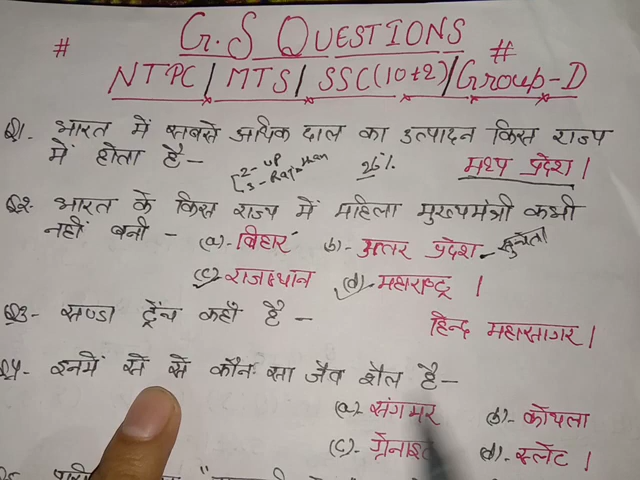 # G.S QUESTIONS #
NTPC/MTS/SSC(10+2)/Group-D
Q1- भारत में सबसे अधिक दाल का उत्पादन किस राज्य
में होता है- [2- UP 26%. मध्य प्रदेश।
3- Rajasthan
Q2- भारत के किस राज्य में महिला मुख्यमंत्री कभी
नहीं बनी - (a)- बिहार (b)- उत्तर प्रदेश-
(c)- राजस्थान (d)- महाराष्ट्र।
Q3- सण्डा ट्रेंच कहाँ है- हिन्द महासागर।
Q4- इनमें से से कौन सा जैव शैल है-
(a)- संगमर (b)- कोयला
(c)- ग्रेनाइट (d)- स्लेट।